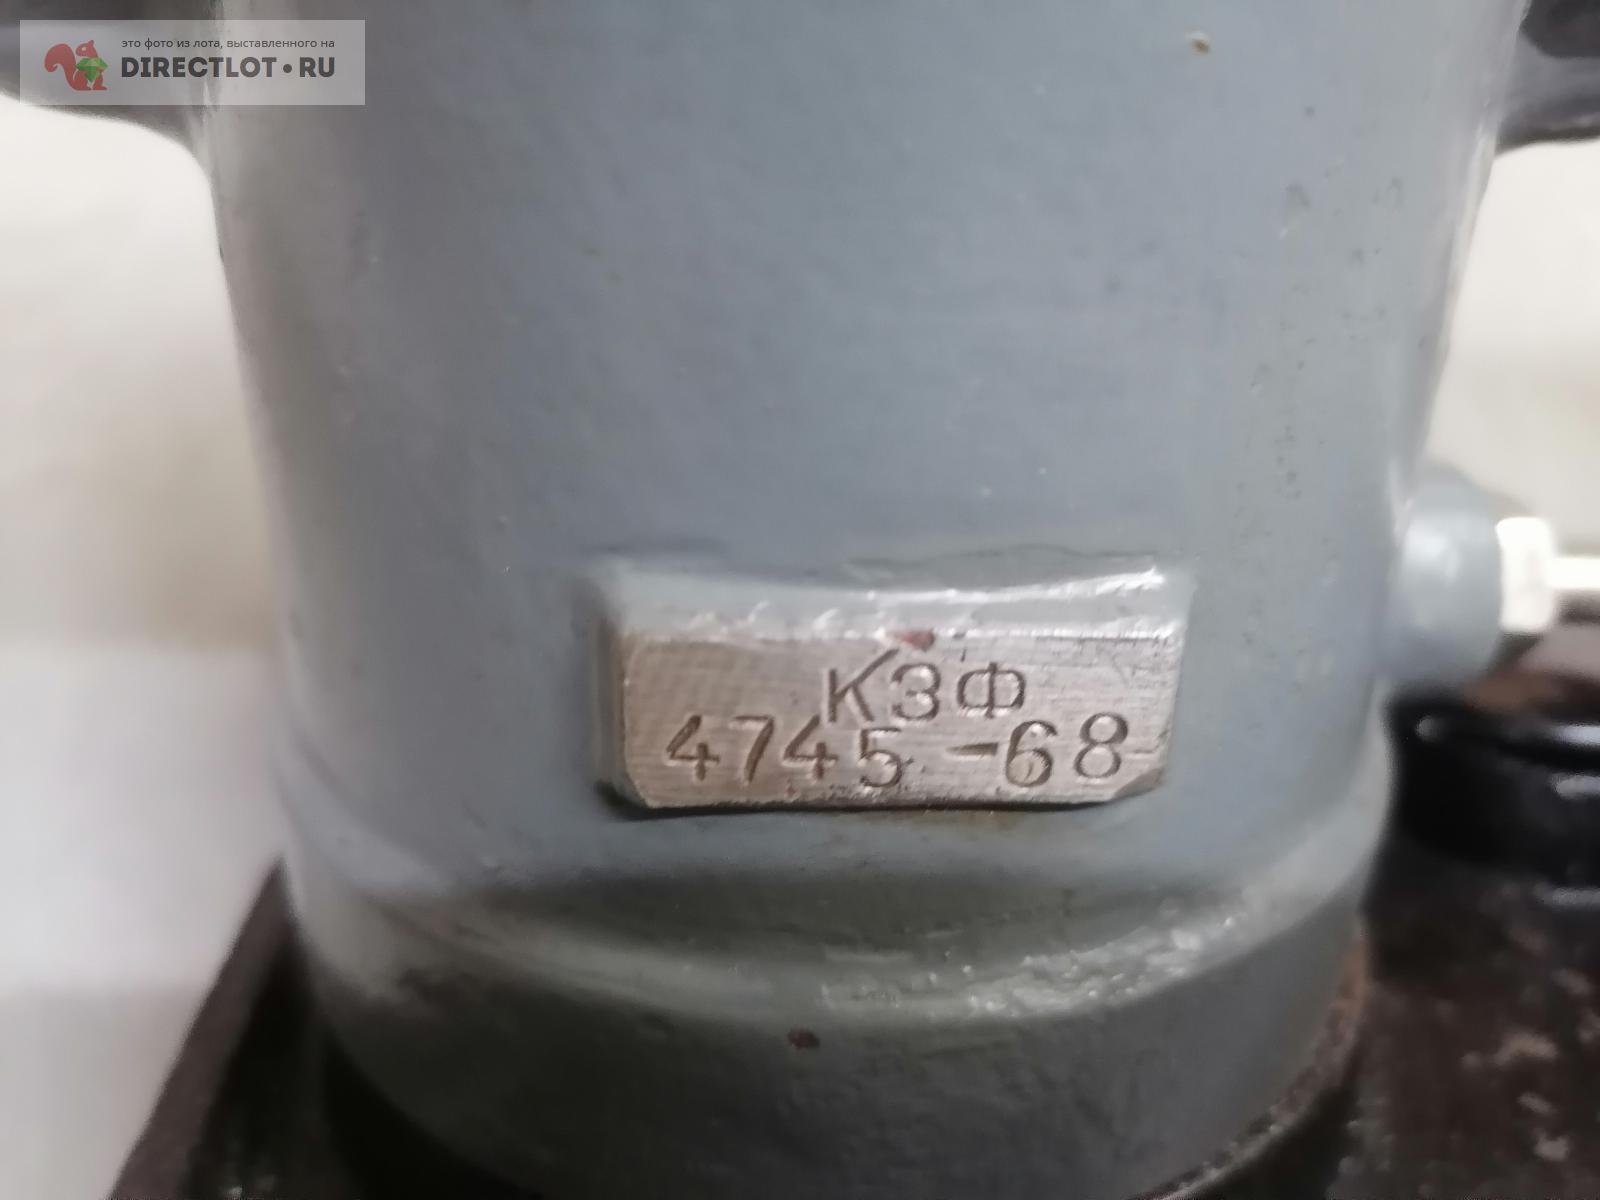 это фото из лота, выставленного на
DIRECTLOT•RU
КЗФ
4745-68